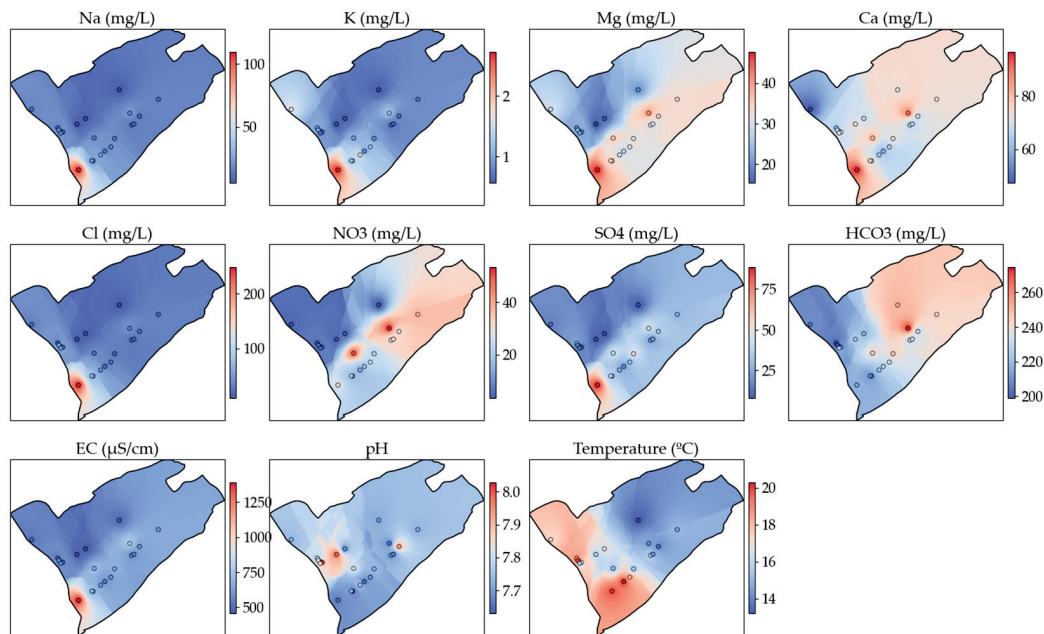 Na (mg/L)
100
50
K (mg/L)
2
1
Mg (mg/L)
40
30
20
Ca (mg/L)
80
60
Cl (mg/L)
200
100
NO3 (mg/L)
40
20
SO4 (mg/L)
75
50
25
HCO3 (mg/L)
260
240
220
200
EC (µS/cm)
1250
1000
750
500
pH
8.0
7.9
7.8
7.7
Temperature (ºC)
20
18
16
14